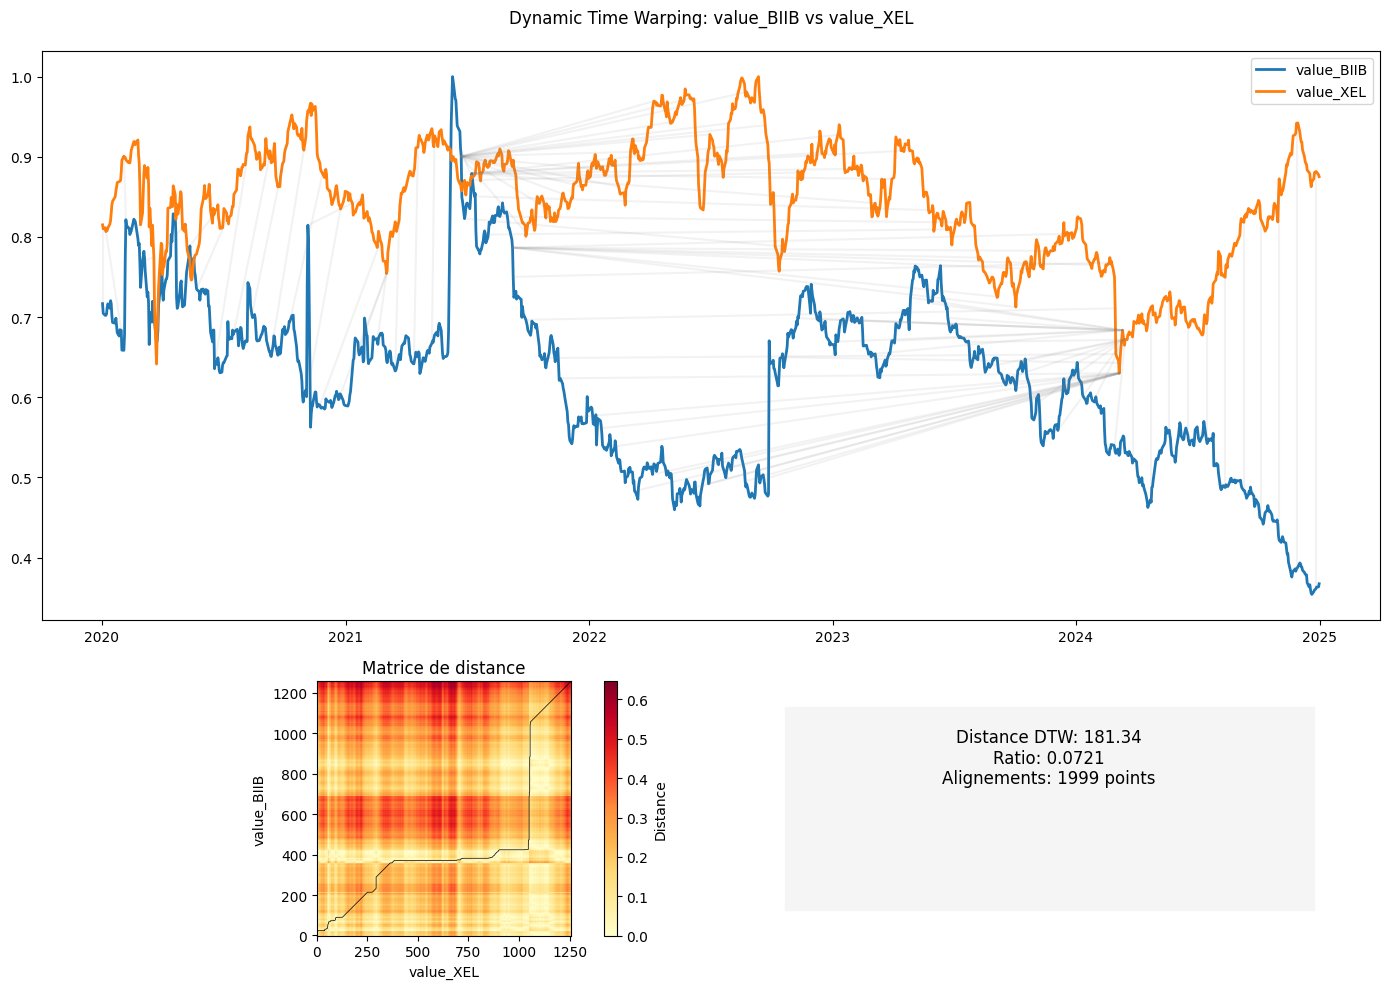 Dynamic Time Warping: value_BIIB vs value_XEL
value_BIIB
value_XEL
1.0
0.9
0.8
0.7
0.6
0.5
0.4
2020 2021 2022 2023 2024 2025
Matrice de distance
1200
1000
800
600
400
200
0
value_BIIB
0 250 500 750 1000 1250
value_XEL
0.6
0.5
0.4
0.3
0.2
0.1
0.0
Distance
Distance DTW: 181.34
Ratio: 0.0721
Alignements: 1999 points